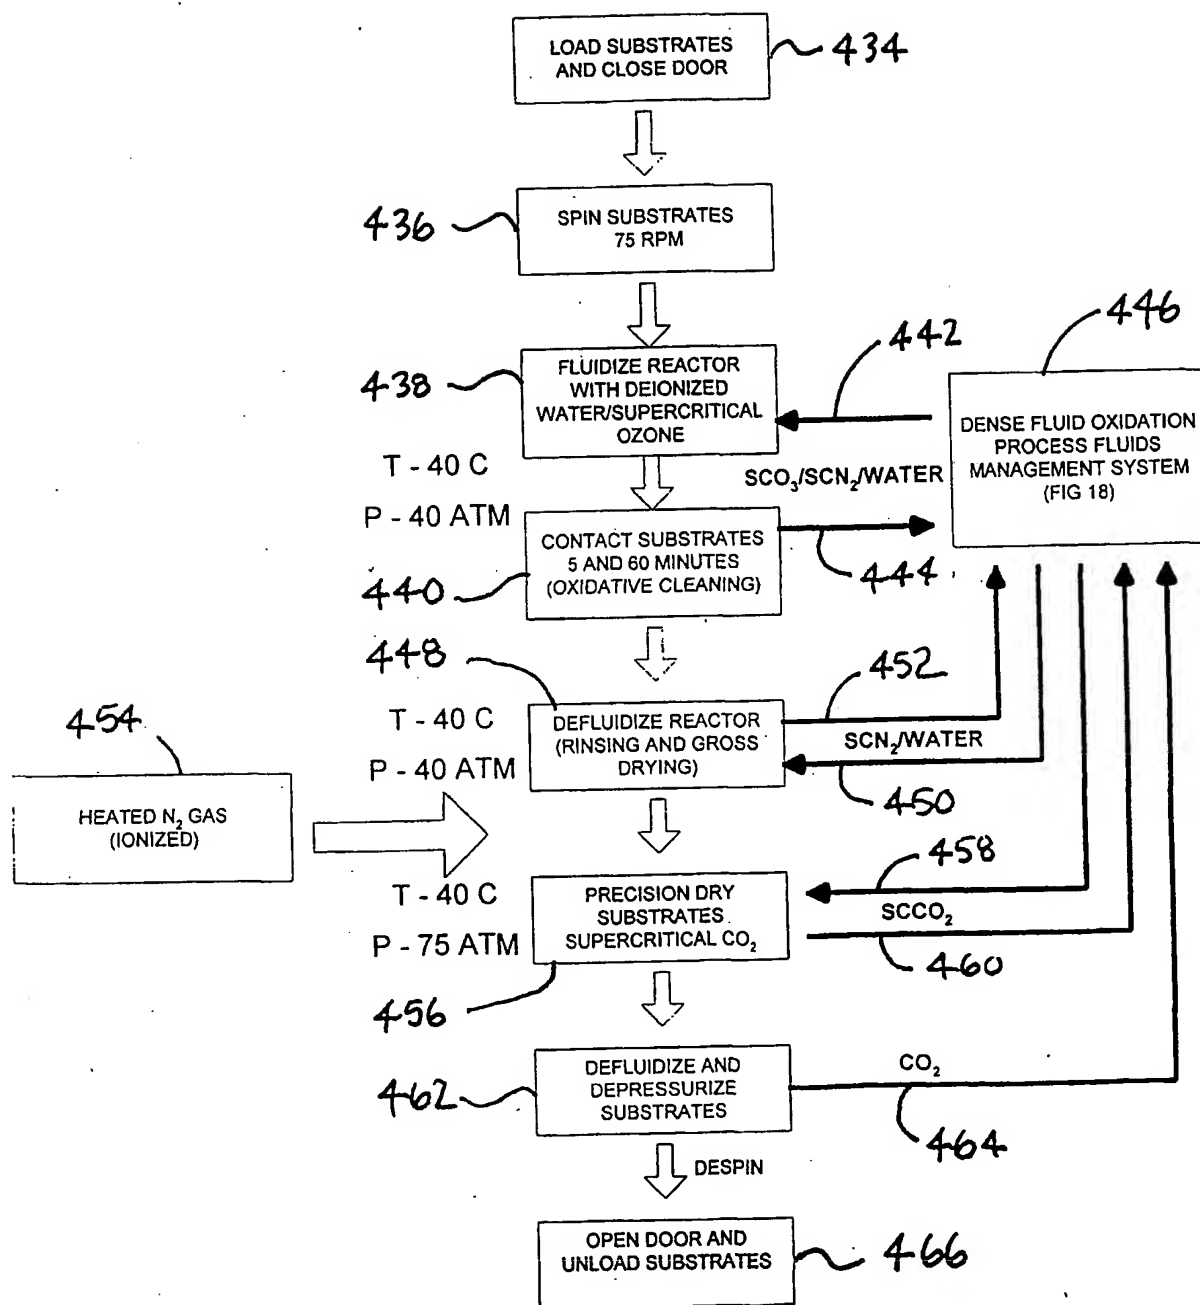 LOAD SUBSTRATES
AND CLOSE DOOR
434
436
SPIN SUBSTRATES
75 RPM
446
442
438
FLUIDIZE REACTOR
WITH DEIONIZED
WATER/SUPERCRITICAL
OZONE
DENSE FLUID OXIDATION
PROCESS FLUIDS
MANAGEMENT SYSTEM
(FIG 18)
T - 40 C
P - 40 ATM
SCO₃/SCN₂/WATER
CONTACT SUBSTRATES
5 AND 60 MINUTES
(OXIDATIVE CLEANING)
440
444
448
452
454
T - 40 C
P - 40 ATM
DEFLUIDIZE REACTOR
(RINSING AND GROSS
DRYING)
SCN₂/WATER
450
HEATED N₂ GAS
(IONIZED)
458
T - 40 C
P - 75 ATM
PRECISION DRY
SUBSTRATES
SUPERCRITICAL CO₂
SCCO₂
460
456
462
DEFLUIDIZE AND
DEPRESSURIZE
SUBSTRATES
CO₂
464
DESPIN
OPEN DOOR AND
UNLOAD SUBSTRATES
466